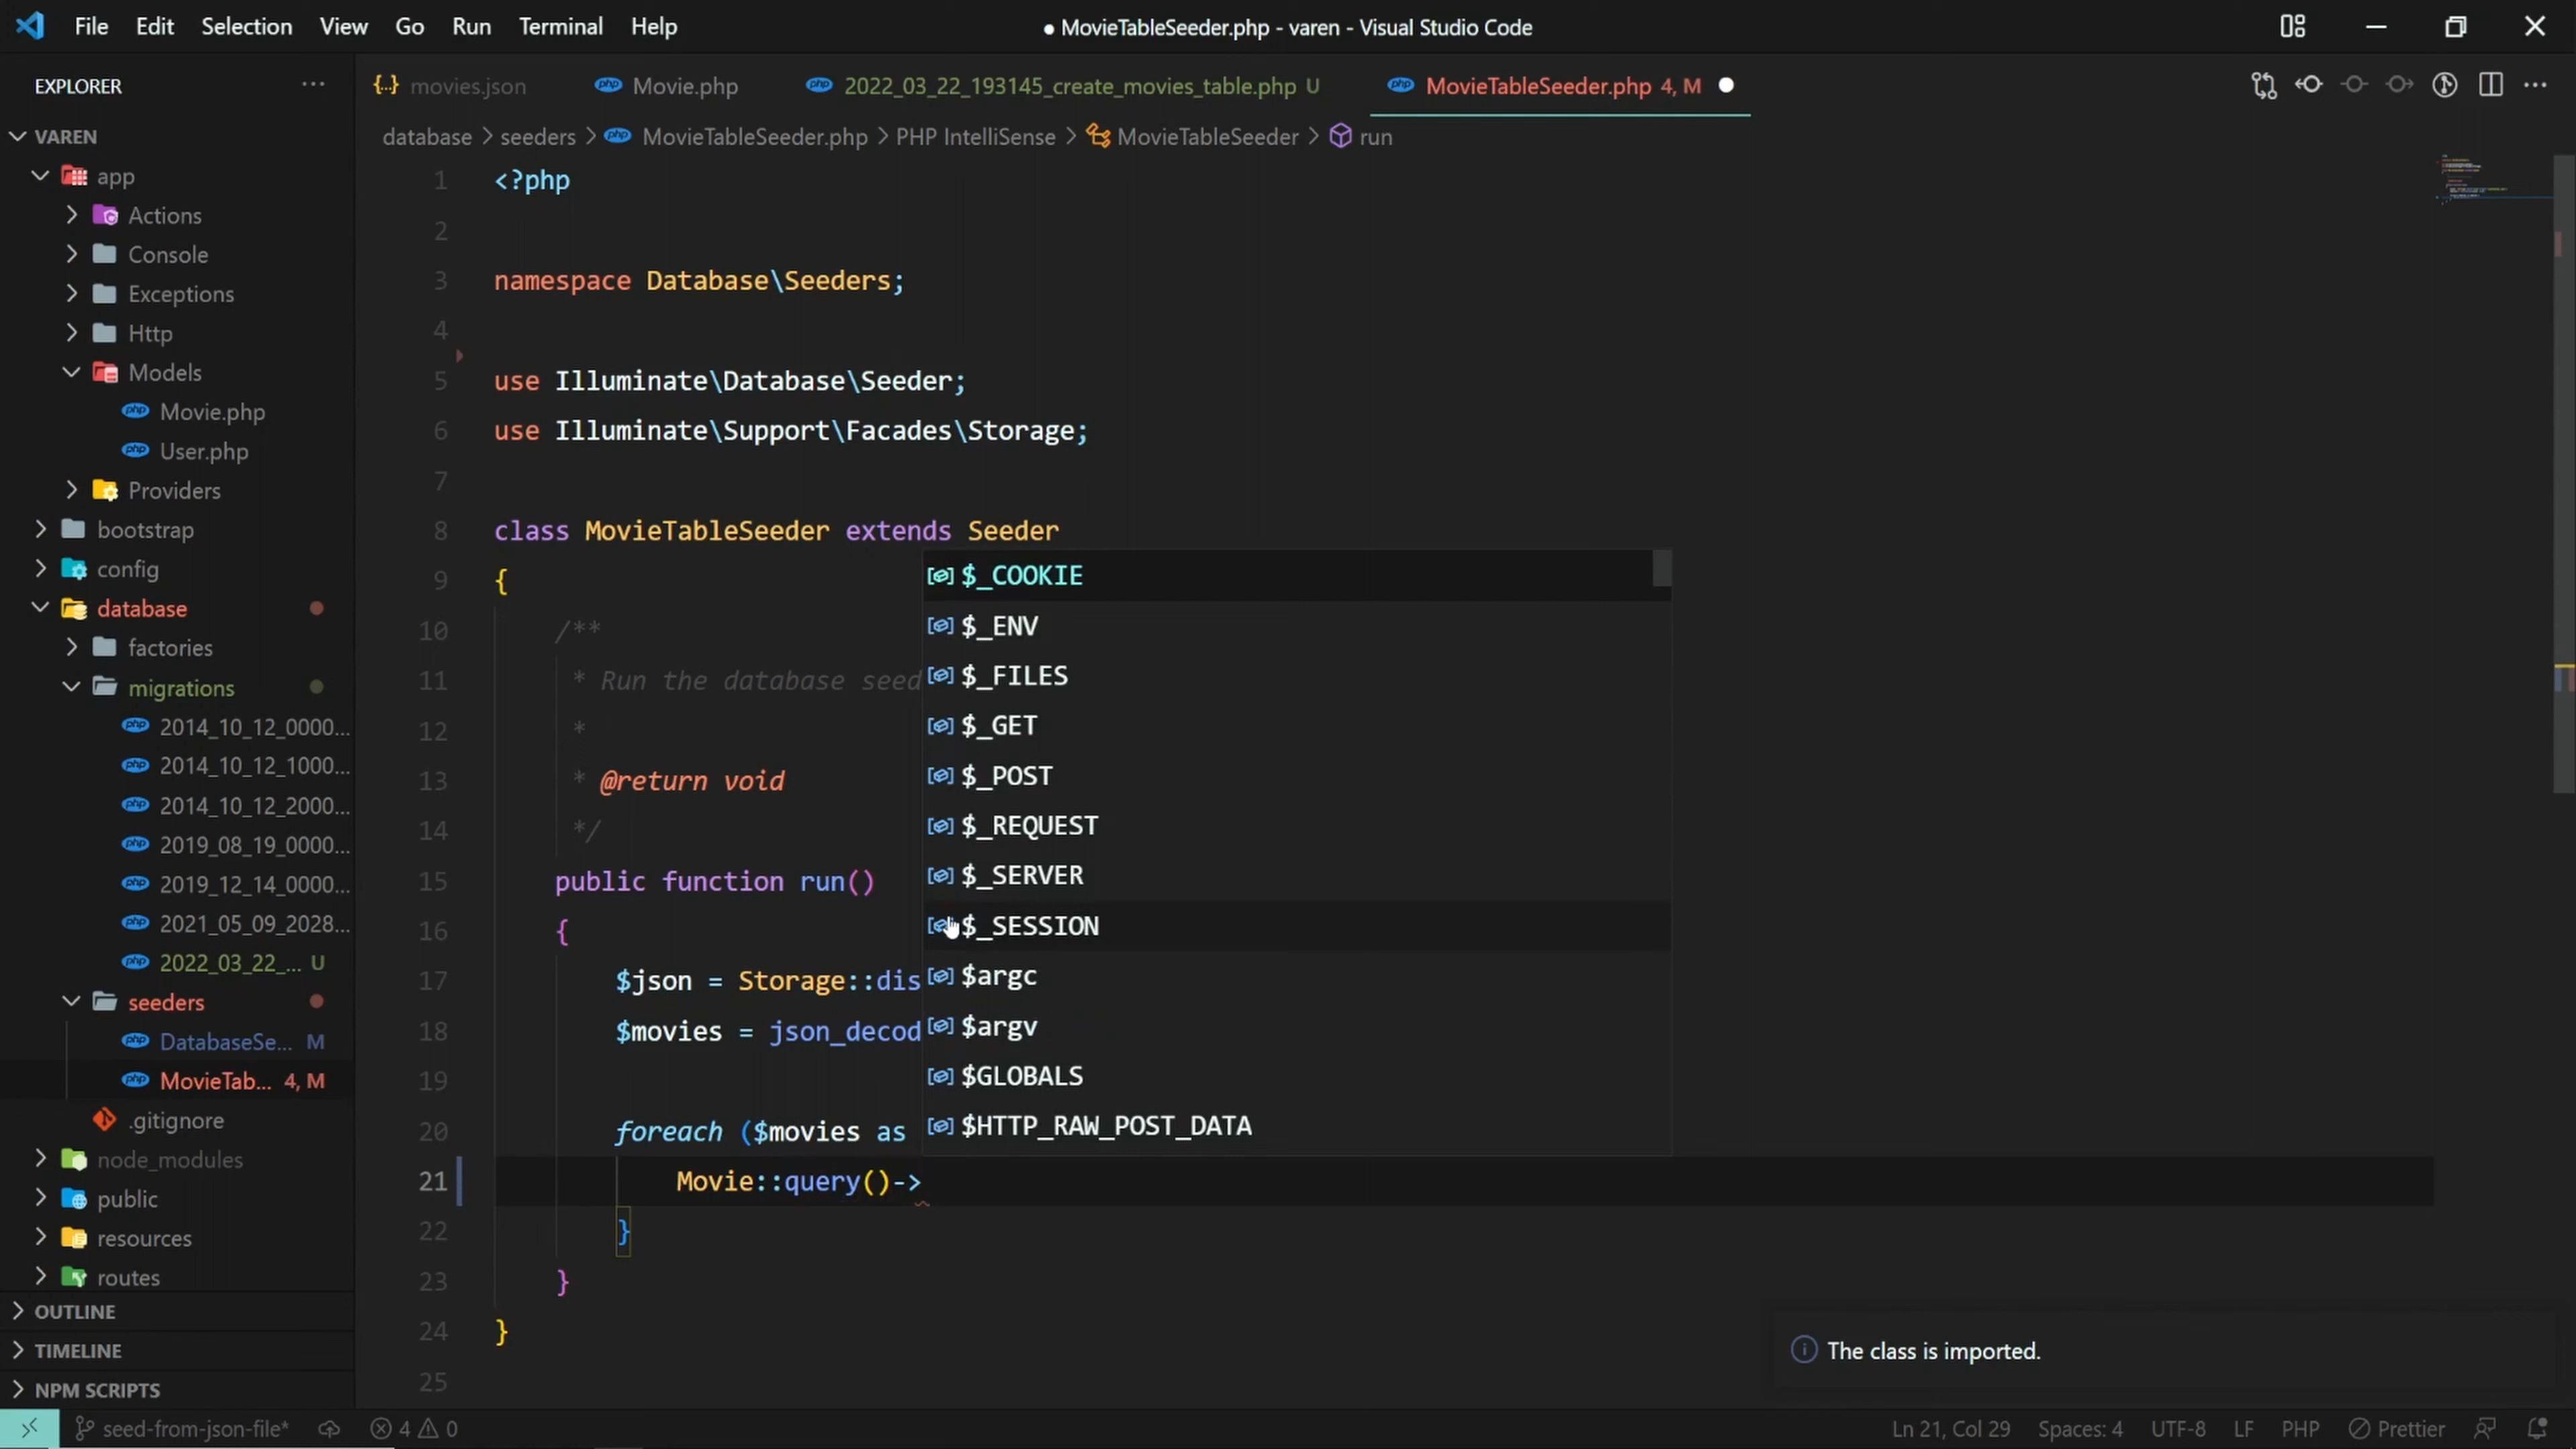 File Edit Selection View Go Run Terminal Help
● MovieTableSeeder.php - varen - Visual Studio Code
EXPLORER
movies.json
Movie.php
2022_03_22_193145_create_movies_table.php U
MovieTableSeeder.php 4, M
database > seeders > MovieTableSeeder.php > PHP IntelliSense > MovieTableSeeder > run
VAREN
app
Actions
Console
Exceptions
Http
Models
Movie.php
User.php
Providers
bootstrap
config
database
factories
migrations
2014_10_12_0000...
2014_10_12_1000...
2014_10_12_2000...
2019_08_19_0000...
2019_12_14_0000...
2021_05_09_2028...
2022_03_22_... U
seeders
DatabaseSe... M
MovieTab... 4, M
.gitignore
node_modules
public
resources
routes
OUTLINE
TIMELINE
NPM SCRIPTS
1 <?php
2
3 namespace Database\Seeders;
4
5 use Illuminate\Database\Seeder;
6 use Illuminate\Support\Facades\Storage;
7
8 class MovieTableSeeder extends Seeder
9 {
10 /**
11 * Run the database seed
12 *
13 * @return void
14 */
15 public function run()
16 {
17 $json = Storage::dis
18 $movies = json_decod
19
20 foreach ($movies as
21 Movie::query()->
22 }
23 }
24 }
25
$_COOKIE
$_ENV
$_FILES
$_GET
$_POST
$_REQUEST
$_SERVER
$_SESSION
$argc
$argv
$GLOBALS
$HTTP_RAW_POST_DATA
The class is imported.
seed-from-json-file* 4 0
Ln 21, Col 29 Spaces: 4 UTF-8 LF PHP Prettier